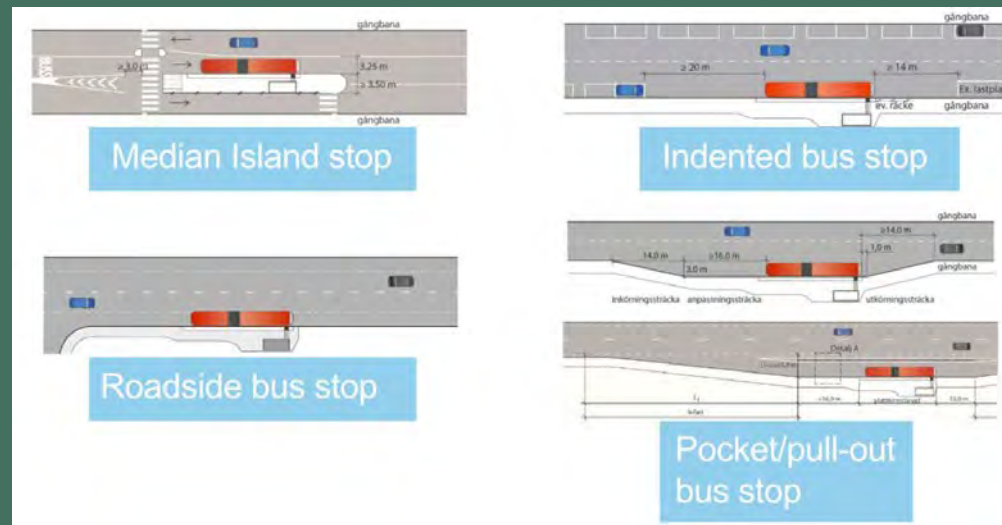 gångbana
≥ 3,0 m
3,25 m
≥ 3,50 m
gångbana
Median Island stop
gångbana
≥ 20 m
≥ 14 m
Ex. lastpla
ev. räcke
gångbana
Indented bus stop
Roadside bus stop
gångbana
≥14,0 m
14,0 m
≥16,0 m
1,0 m
3,0 m
gångbana
inkörningssträcka
anpassningssträcka
utkörningssträcka
Detalj A
15,0 m
Pocket/pull-out
bus stop